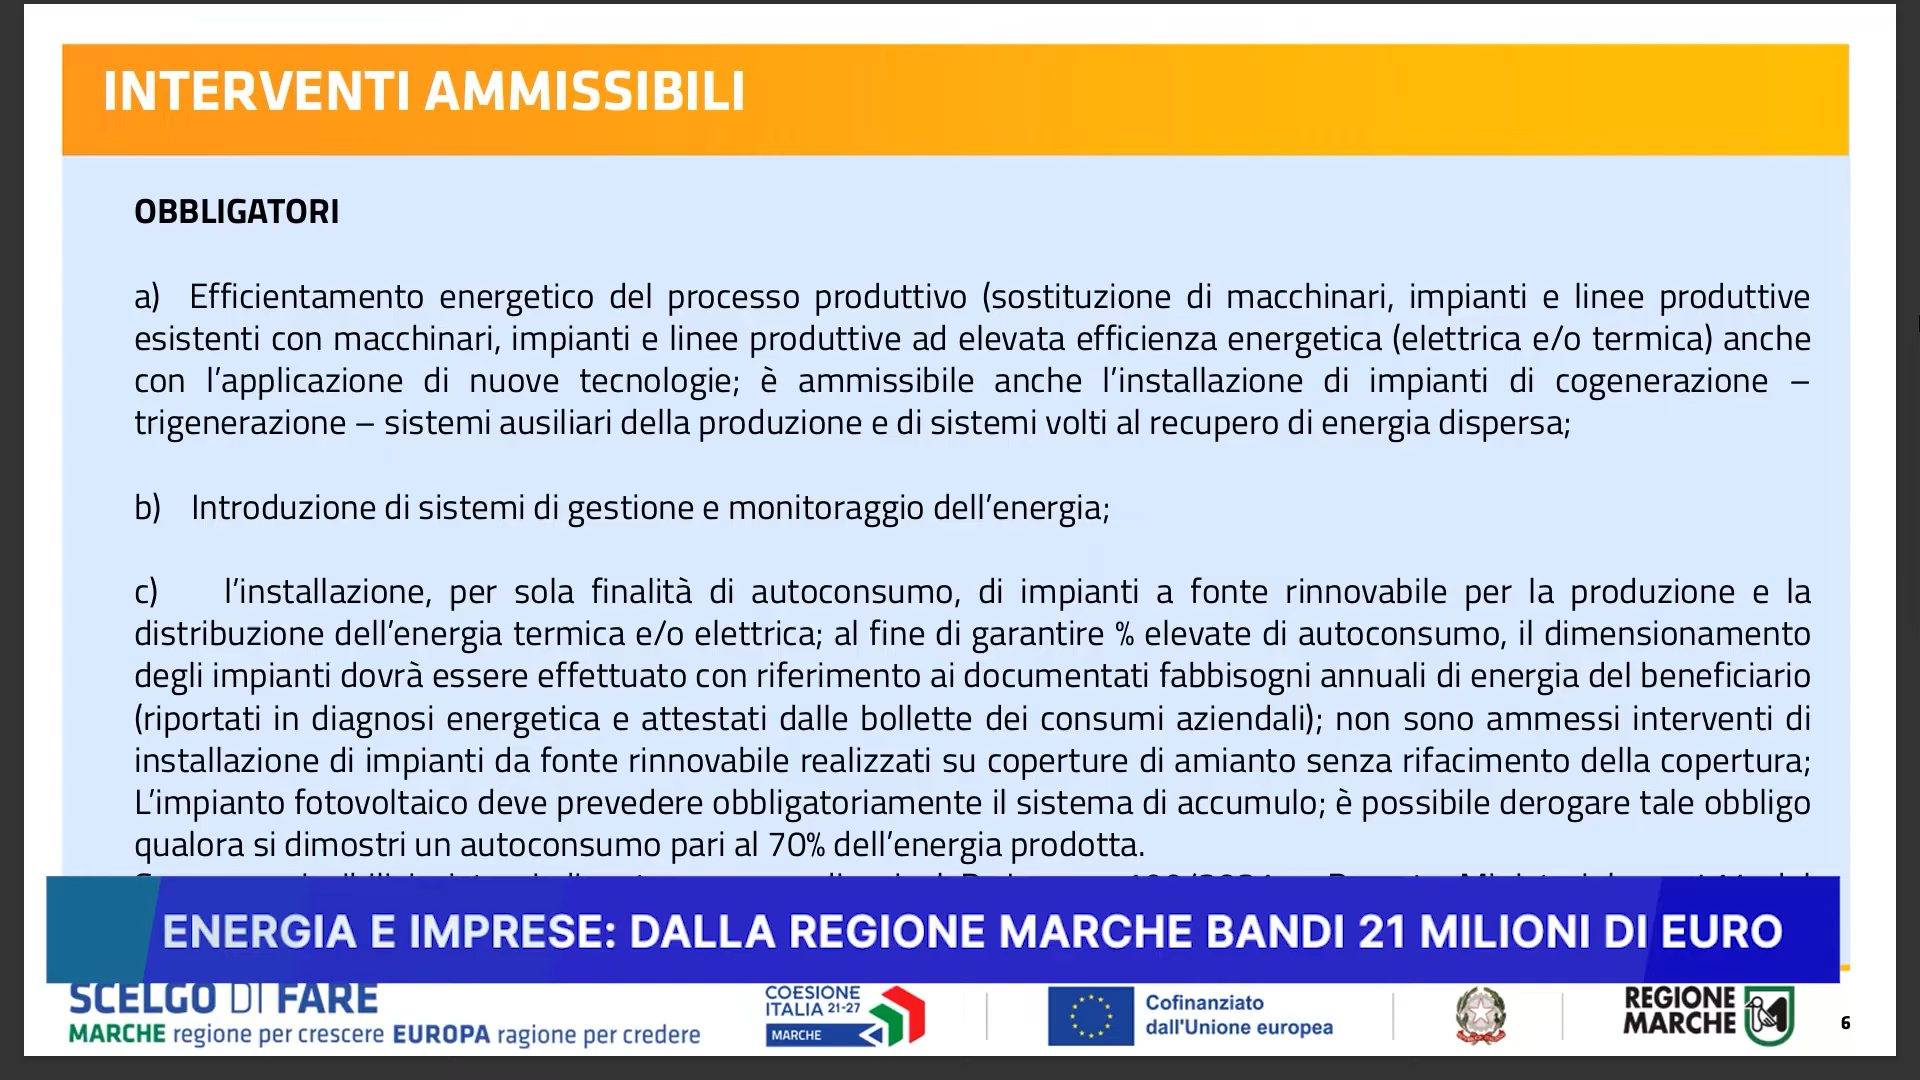 INTERVENTI AMMISSIBILI
OBBLIGATORI
a) Efficientamento energetico del processo produttivo (sostituzione di macchinari, impianti e linee produttive
esistenti con macchinari, impianti e linee produttive ad elevata efficienza energetica (elettrica e/o termica) anche
con l’applicazione di nuove tecnologie; è ammissibile anche l’installazione di impianti di cogenerazione –
trigenerazione – sistemi ausiliari della produzione e di sistemi volti al recupero di energia dispersa;
b) Introduzione di sistemi di gestione e monitoraggio dell’energia;
c) l’installazione, per sola finalità di autoconsumo, di impianti a fonte rinnovabile per la produzione e la
distribuzione dell’energia termica e/o elettrica; al fine di garantire % elevate di autoconsumo, il dimensionamento
degli impianti dovrà essere effettuato con riferimento ai documentati fabbisogni annuali di energia del beneficiario
(riportati in diagnosi energetica e attestati dalle bollette dei consumi aziendali); non sono ammessi interventi di
installazione di impianti da fonte rinnovabile realizzati su coperture di amianto senza rifacimento della copertura;
L’impianto fotovoltaico deve prevedere obbligatoriamente il sistema di accumulo; è possibile derogare tale obbligo
qualora si dimostri un autoconsumo pari al 70% dell’energia prodotta.
ENERGIA E IMPRESE: DALLA REGIONE MARCHE BANDI 21 MILIONI DI EURO
SCELGO DI FARE
MARCHE regione per crescere EUROPA ragione per credere
COESIONE
ITALIA 21-27
MARCHE
Cofinanziato
dall'Unione europea
REGIONE
MARCHE
6